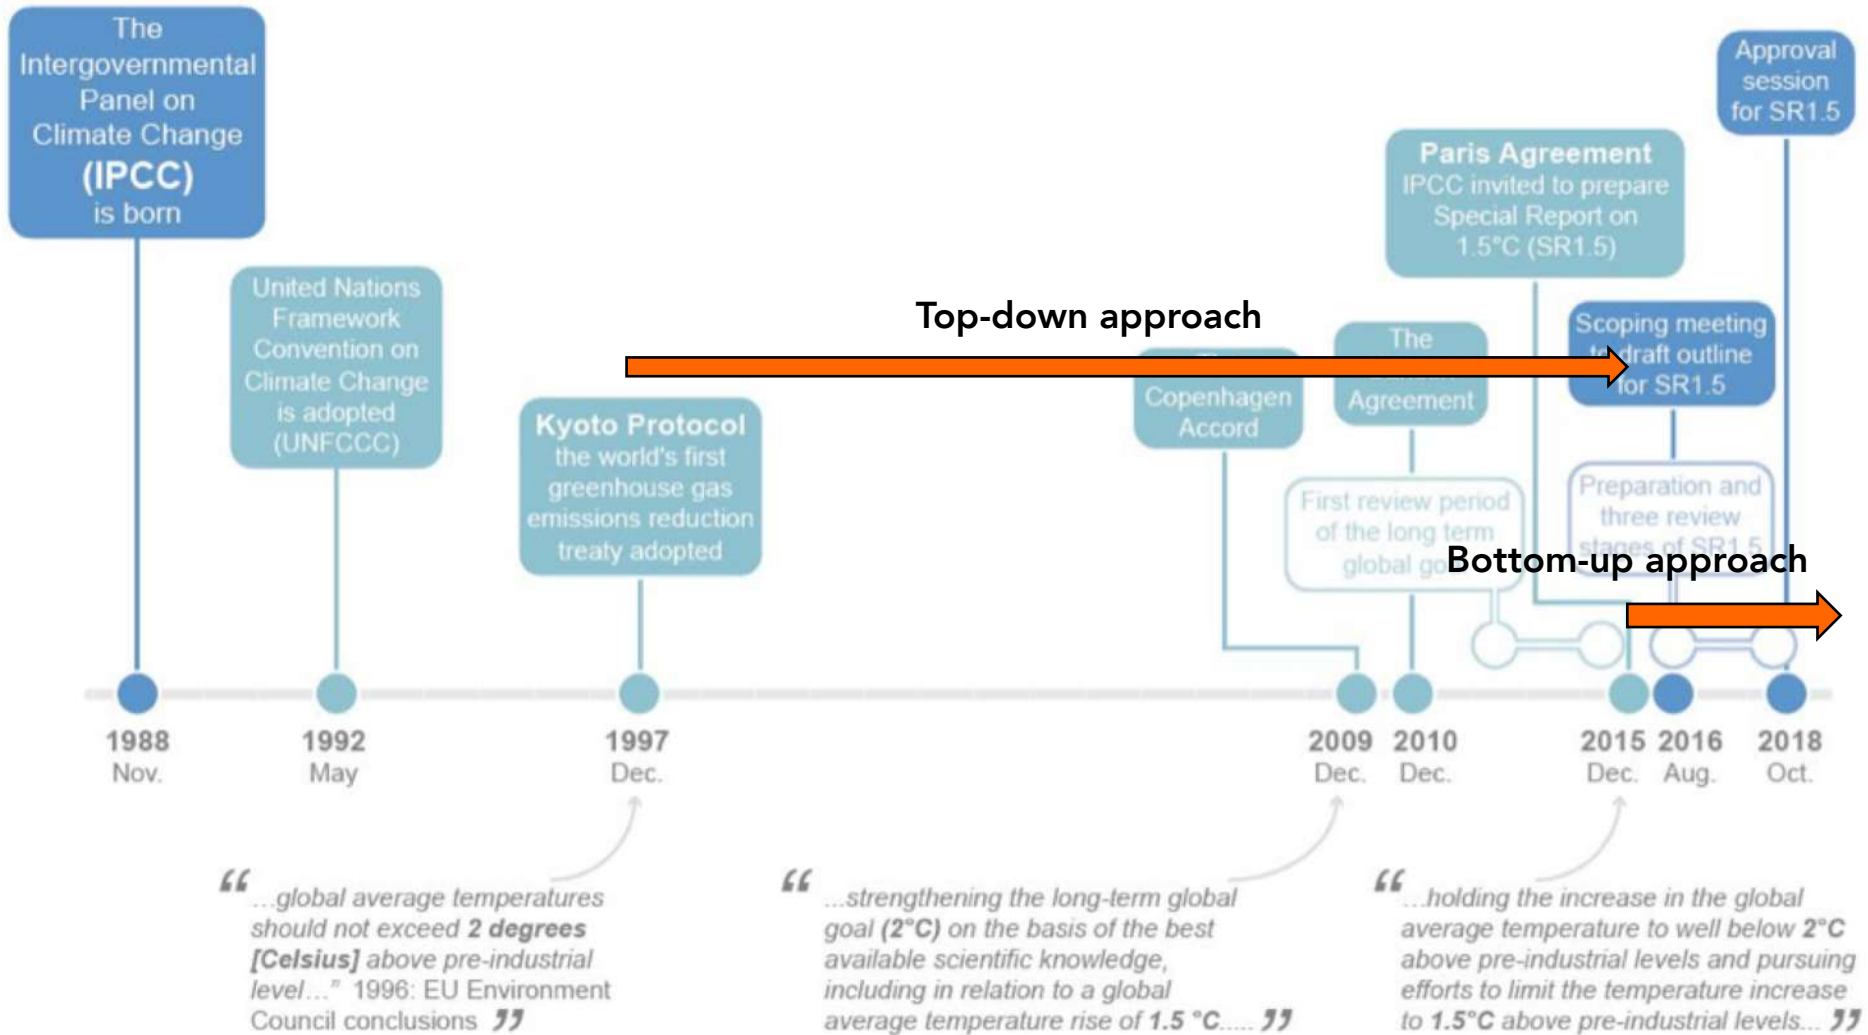 The
Intergovernmental
Panel on
Climate Change
(IPCC)
is born
United Nations
Framework
Convention on
Climate Change
is adopted
(UNFCCC)
Kyoto Protocol
the world's first
greenhouse gas
emissions reduction
treaty adopted
Top-down approach
Copenhagen
Accord
The
Agreement
First review period
of the long term
global
Paris Agreement
IPCC invited to prepare
Special Report on
1.5°C (SR1.5)
Scoping meeting
to draft outline
for SR1.5
Preparation and
three review
stages of SR1.5
Approval
session
for SR1.5
Bottom-up approach
1988
Nov.
1992
May
1997
Dec.
2009
Dec.
2010
Dec.
2015
Dec.
2016
Aug.
2018
Oct.
“ ...global average temperatures
should not exceed 2 degrees
[Celsius] above pre-industrial
level...” 1996: EU Environment
Council conclusions ”
“ ...strengthening the long-term global
goal (2°C) on the basis of the best
available scientific knowledge,
including in relation to a global
average temperature rise of 1.5 °C..... ”
“ ...holding the increase in the global
average temperature to well below 2°C
above pre-industrial levels and pursuing
efforts to limit the temperature increase
to 1.5°C above pre-industrial levels... ”